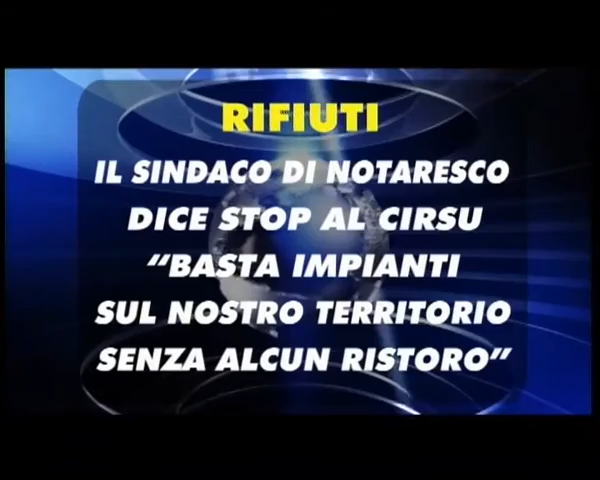 RIFIUTI
IL SINDACO DI NOTARESCO
DICE STOP AL CIRSU
“BASTA IMPIANTI
SUL NOSTRO TERRITORIO
SENZA ALCUN RISTORO”